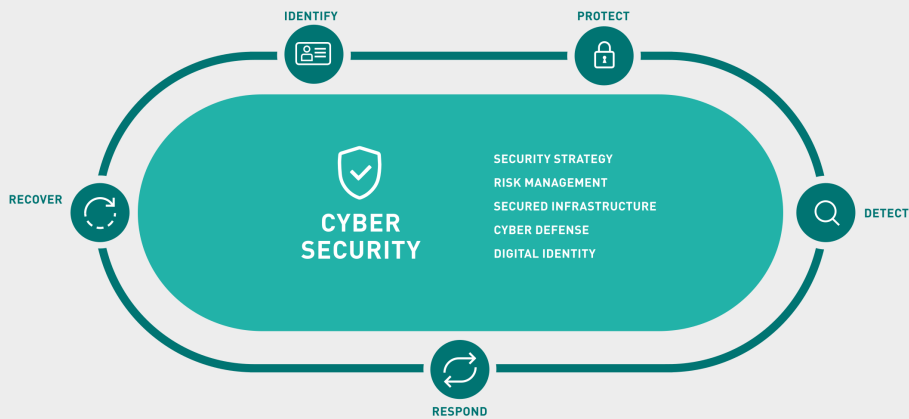 IDENTIFY
PROTECT
RECOVER
CYBER
SECURITY
SECURITY STRATEGY
RISK MANAGEMENT
SECURED INFRASTRUCTURE
CYBER DEFENSE
DIGITAL IDENTITY
DETECT
RESPOND